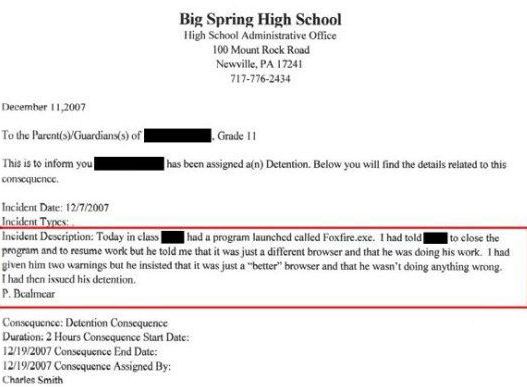 Big Spring High School
High School Administrative Office
100 Mount Rock Road
Newville, PA 17241
717-776-2434
December 11,2007
To the Parent(s)/Guardians(s) of , Grade 11
This is to inform you has been assigned a(n) Detention. Below you will find the details related to this
consequence.
Incident Date: 12/7/2007
Incident Types: .
Incident Description: Today in class had a program launched called Foxfire.exe. I had told to close the
program and to resume work but he told me that it was just a different browser and that he was doing his work. I had
given him two warnings but he insisted that it was just a "better" browser and that he wasn't doing anything wrong.
I had then issued his detention.
P. Bealmear
Consequence: Detention Consequence
Duration: 2 Hours Consequence Start Date:
12/19/2007 Consequence End Date:
12/19/2007 Consequence Assigned By:
Charles Smith